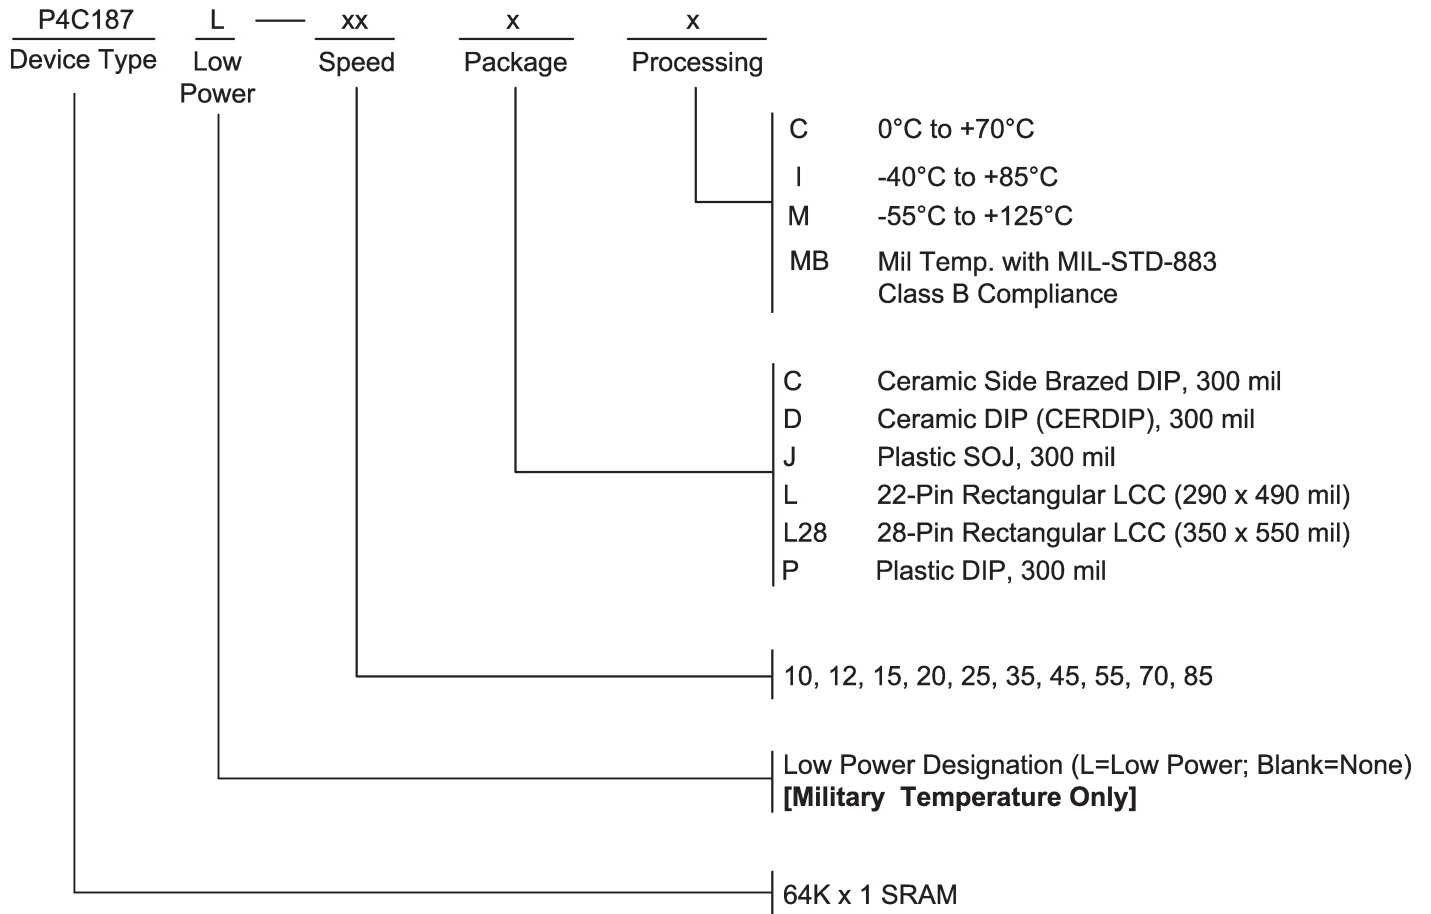 P4C187 L — xx x x
Device Type Low Power Speed Package Processing
C 0°C to +70°C
I -40°C to +85°C
M -55°C to +125°C
MB Mil Temp. with MIL-STD-883
Class B Compliance
C Ceramic Side Brazed DIP, 300 mil
D Ceramic DIP (CERDIP), 300 mil
J Plastic SOJ, 300 mil
L 22-Pin Rectangular LCC (290 x 490 mil)
L28 28-Pin Rectangular LCC (350 x 550 mil)
P Plastic DIP, 300 mil
10, 12, 15, 20, 25, 35, 45, 55, 70, 85
Low Power Designation (L=Low Power; Blank=None)
[Military Temperature Only]
64K x 1 SRAM